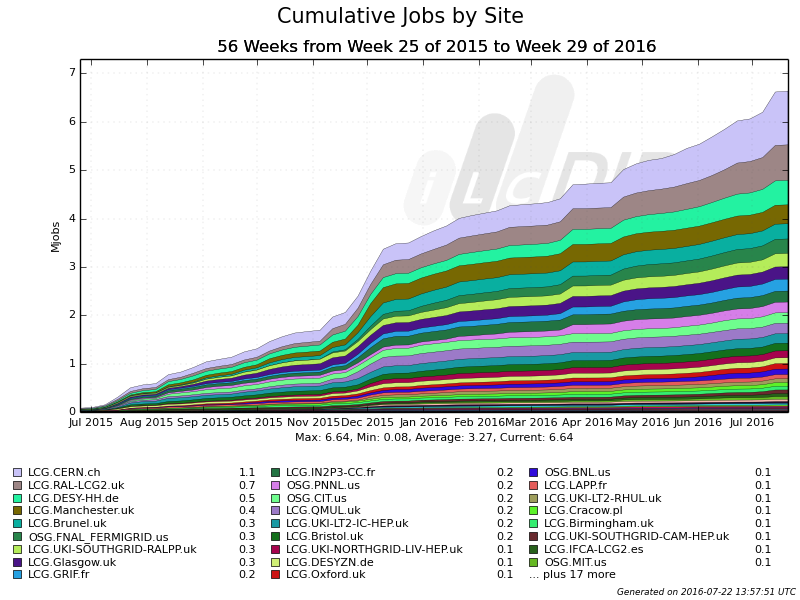 Cumulative Jobs by Site
56 Weeks from Week 25 of 2015 to Week 29 of 2016
iLCDIRAC
7
6
5
4
3
2
1
0
Mjobs
Jul 2015 Aug 2015 Sep 2015 Oct 2015 Nov 2015 Dec 2015 Jan 2016 Feb 2016 Mar 2016 Apr 2016 May 2016 Jun 2016 Jul 2016
Max: 6.64, Min: 0.08, Average: 3.27, Current: 6.64
LCG.CERN.ch 1.1 LCG.IN2P3-CC.fr 0.2 OSG.BNL.us 0.1
LCG.RAL-LCG2.uk 0.7 OSG.PNNL.us 0.2 LCG.LAPP.fr 0.1
LCG.DESY-HH.de 0.5 OSG.CIT.us 0.2 LCG.UKI-LT2-RHUL.uk 0.1
LCG.Manchester.uk 0.4 LCG.QMUL.uk 0.2 LCG.Cracow.pl 0.1
LCG.Brunel.uk 0.3 LCG.UKI-LT2-IC-HEP.uk 0.2 LCG.Birmingham.uk 0.1
OSG.FNAL_FERMIGRID.us 0.3 LCG.Bristol.uk 0.2 LCG.UKI-SOUTHGRID-CAM-HEP.uk 0.1
LCG.UKI-SOUTHGRID-RALPP.uk 0.3 LCG.UKI-NORTHGRID-LIV-HEP.uk 0.1 LCG.IFCA-LCG2.es 0.1
LCG.Glasgow.uk 0.3 LCG.DESYZN.de 0.1 OSG.MIT.us 0.1
LCG.GRIF.fr 0.2 LCG.Oxford.uk 0.1 ... plus 17 more
Generated on 2016-07-22 13:57:51 UTC